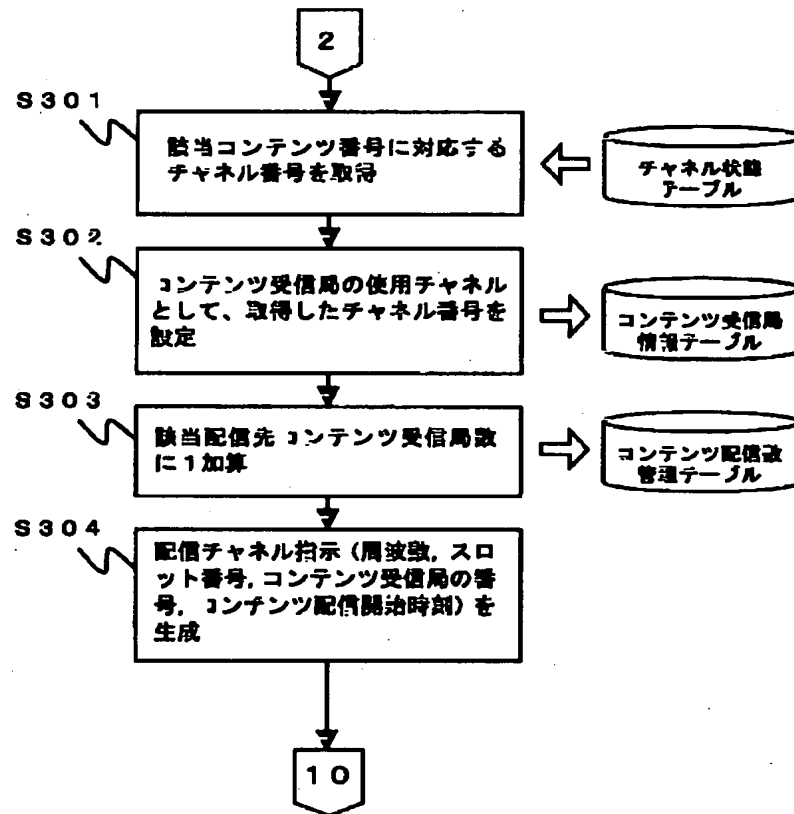 2
S301
該当コンテンツ番号に対応する
チャネル番号を取得
チャネル状態
テーブル
S302
コンテンツ受信局の使用チャネル
として、取得したチャネル番号を
設定
コンテンツ受信局
情報テーブル
S303
該当配信先コンテンツ受信局数
に1加算
コンテンツ配信数
管理テーブル
S304
配信チャネル指示（周波数，スロ
ット番号，コンテンツ受信局の番
号，コンテンツ配信開始時刻）を
生成
10